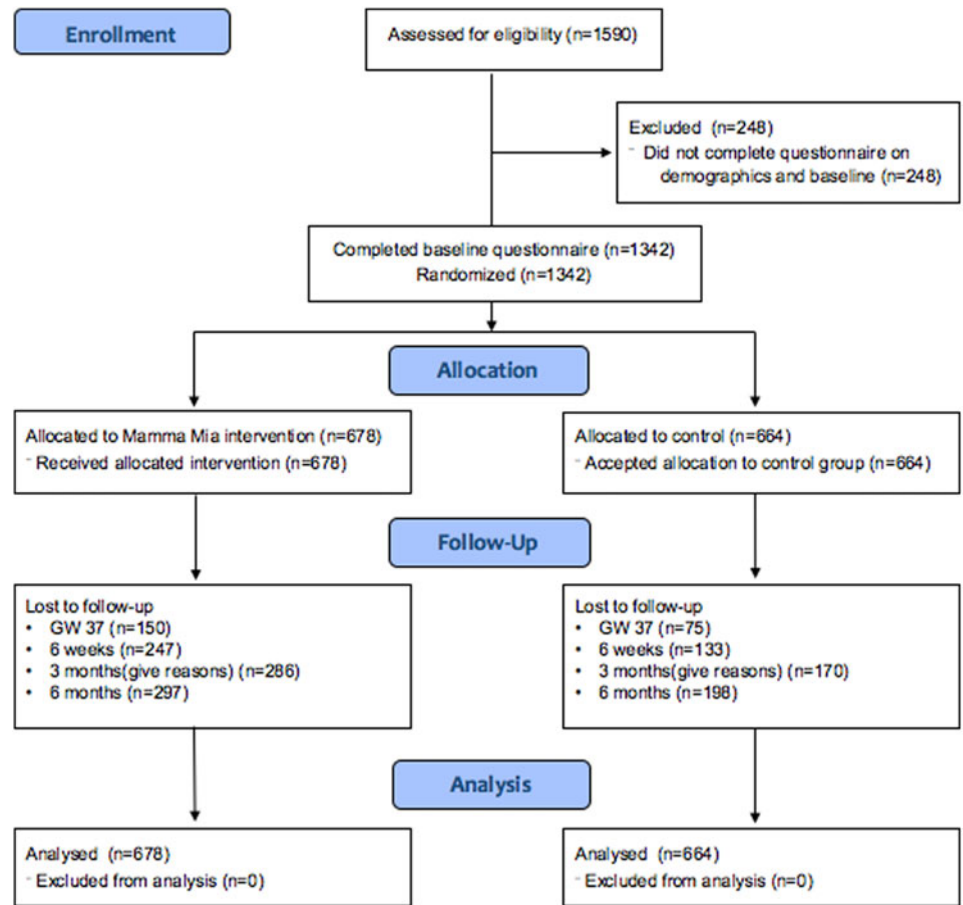 Enrollment
Assessed for eligibility (n=1590)
Excluded (n=248)
⁻ Did not complete questionnaire on
demographics and baseline (n=248)
Completed baseline questionnaire (n=1342)
Randomized (n=1342)
Allocation
Allocated to Mamma Mia intervention (n=678)
⁻ Received allocated intervention (n=678)
Allocated to control (n=664)
⁻ Accepted allocation to control group (n=664)
Follow-Up
Lost to follow-up
• GW 37 (n=150)
• 6 weeks (n=247)
• 3 months(give reasons) (n=286)
• 6 months (n=297)
Lost to follow-up
• GW 37 (n=75)
• 6 weeks (n=133)
• 3 months(give reasons) (n=170)
• 6 months (n=198)
Analysis
Analysed (n=678)
⁻ Excluded from analysis (n=0)
Analysed (n=664)
⁻ Excluded from analysis (n=0)